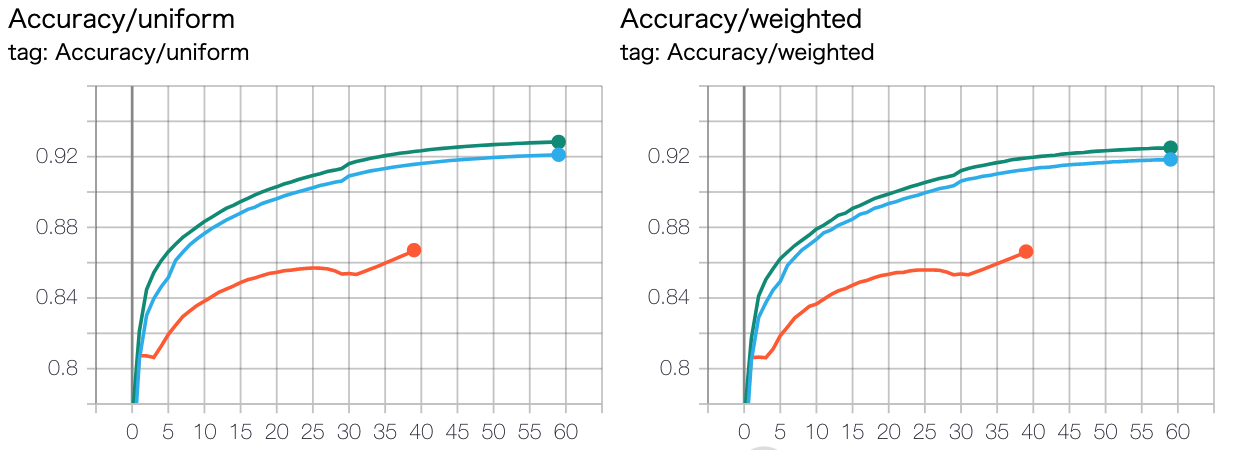 Accuracy/uniform
tag: Accuracy/uniform
0.92
0.88
0.84
0.8
0 5 10 15 20 25 30 35 40 45 50 55 60
Accuracy/weighted
tag: Accuracy/weighted
0.92
0.88
0.84
0.8
0 5 10 15 20 25 30 35 40 45 50 55 60